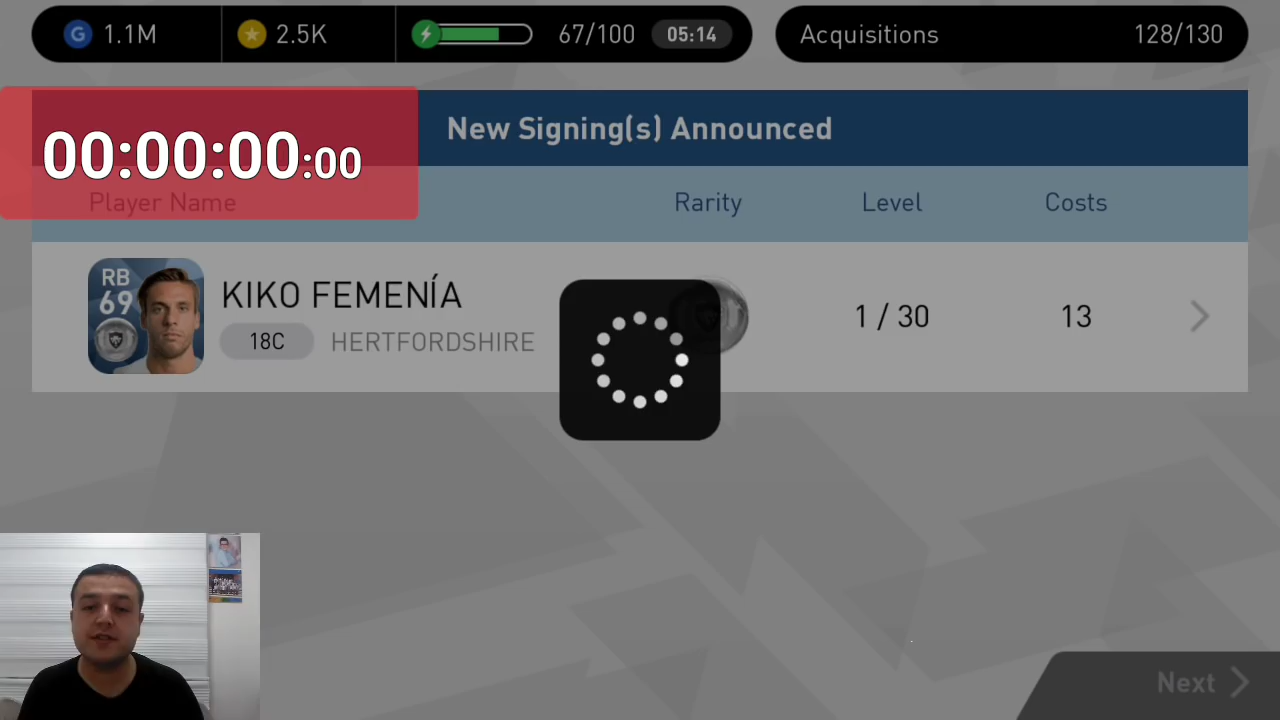 1.1M 2.5K 67/100 05:14 Acquisitions 128/130
New Signing(s) Announced
00:00:00:00
Player Name Rarity Level Costs
RB
69
KIKO FEMENÍA
18C HERTFORDSHIRE
1 / 30 13
Next